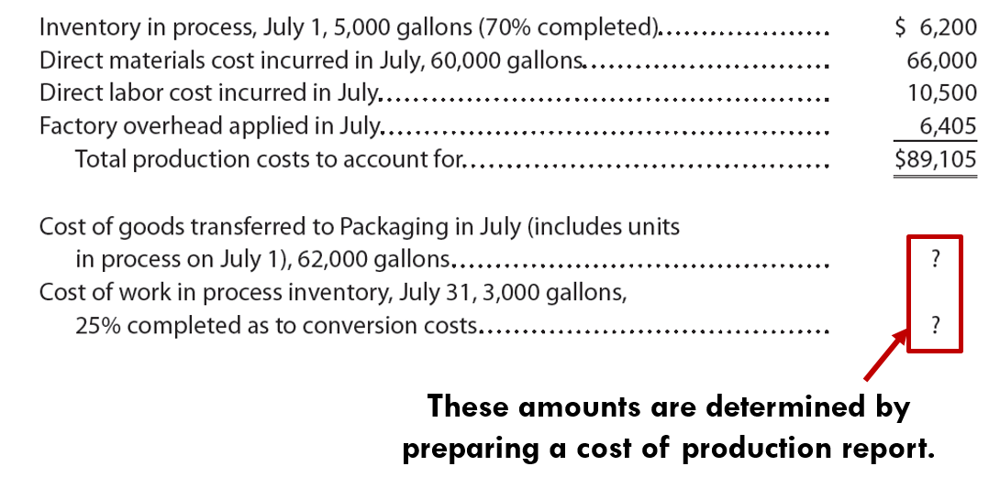 Inventory in process, July 1, 5,000 gallons (70% completed)..................... $ 6,200
Direct materials cost incurred in July, 60,000 gallons.............................. 66,000
Direct labor cost incurred in July........................................................ 10,500
Factory overhead applied in July....................................................... 6,405
Total production costs to account for............................................. $89,105
Cost of goods transferred to Packaging in July (includes units
in process on July 1), 62,000 gallons............................................... ?
Cost of work in process inventory, July 31, 3,000 gallons,
25% completed as to conversion costs........................................... ?
These amounts are determined by
preparing a cost of production report.